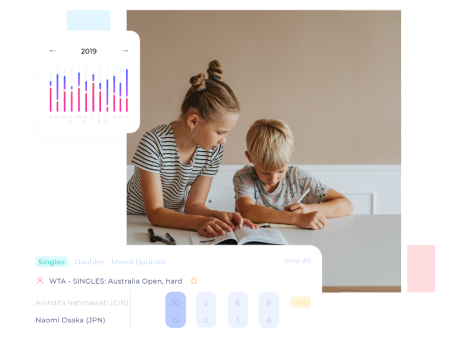 ← 2019 →
Singles Doubles Mixed Doubles View All
WTA - SINGLES: Australia Open, hard
Anindita Rahmawati (IDN) 30 2 6 6
Naomi Osaka (JPN) 15 0 3 6